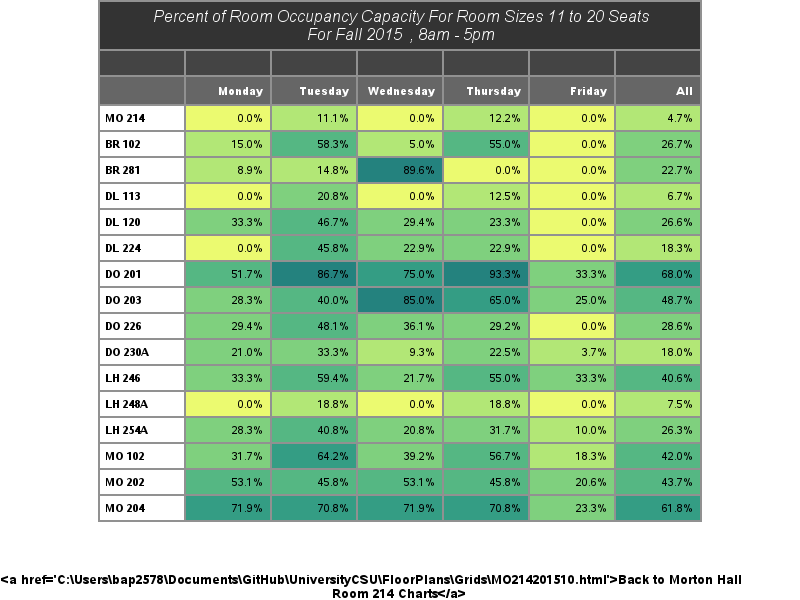 Percent of Room Occupancy Capacity For Room Sizes 11 to 20 Seats
For Fall 2015 , 8am - 5pm
Monday Tuesday Wednesday Thursday Friday All
MO 214 0.0% 11.1% 0.0% 12.2% 0.0% 4.7%
BR 102 15.0% 58.3% 5.0% 55.0% 0.0% 26.7%
BR 281 8.9% 14.8% 89.6% 0.0% 0.0% 22.7%
DL 113 0.0% 20.8% 0.0% 12.5% 0.0% 6.7%
DL 120 33.3% 46.7% 29.4% 23.3% 0.0% 26.6%
DL 224 0.0% 45.8% 22.9% 22.9% 0.0% 18.3%
DO 201 51.7% 86.7% 75.0% 93.3% 33.3% 68.0%
DO 203 28.3% 40.0% 85.0% 65.0% 25.0% 48.7%
DO 226 29.4% 48.1% 36.1% 29.2% 0.0% 28.6%
DO 230A 21.0% 33.3% 9.3% 22.5% 3.7% 18.0%
LH 246 33.3% 59.4% 21.7% 55.0% 33.3% 40.6%
LH 248A 0.0% 18.8% 0.0% 18.8% 0.0% 7.5%
LH 254A 28.3% 40.8% 20.8% 31.7% 10.0% 26.3%
MO 102 31.7% 64.2% 39.2% 56.7% 18.3% 42.0%
MO 202 53.1% 45.8% 53.1% 45.8% 20.6% 43.7%
MO 204 71.9% 70.8% 71.9% 70.8% 23.3% 61.8%
<a href='C:\Users\bap2578\Documents\GitHub\UniversityCSU\FloorPlans\Grids\MO214201510.html'>Back to Morton Hall
Room 214 Charts</a>